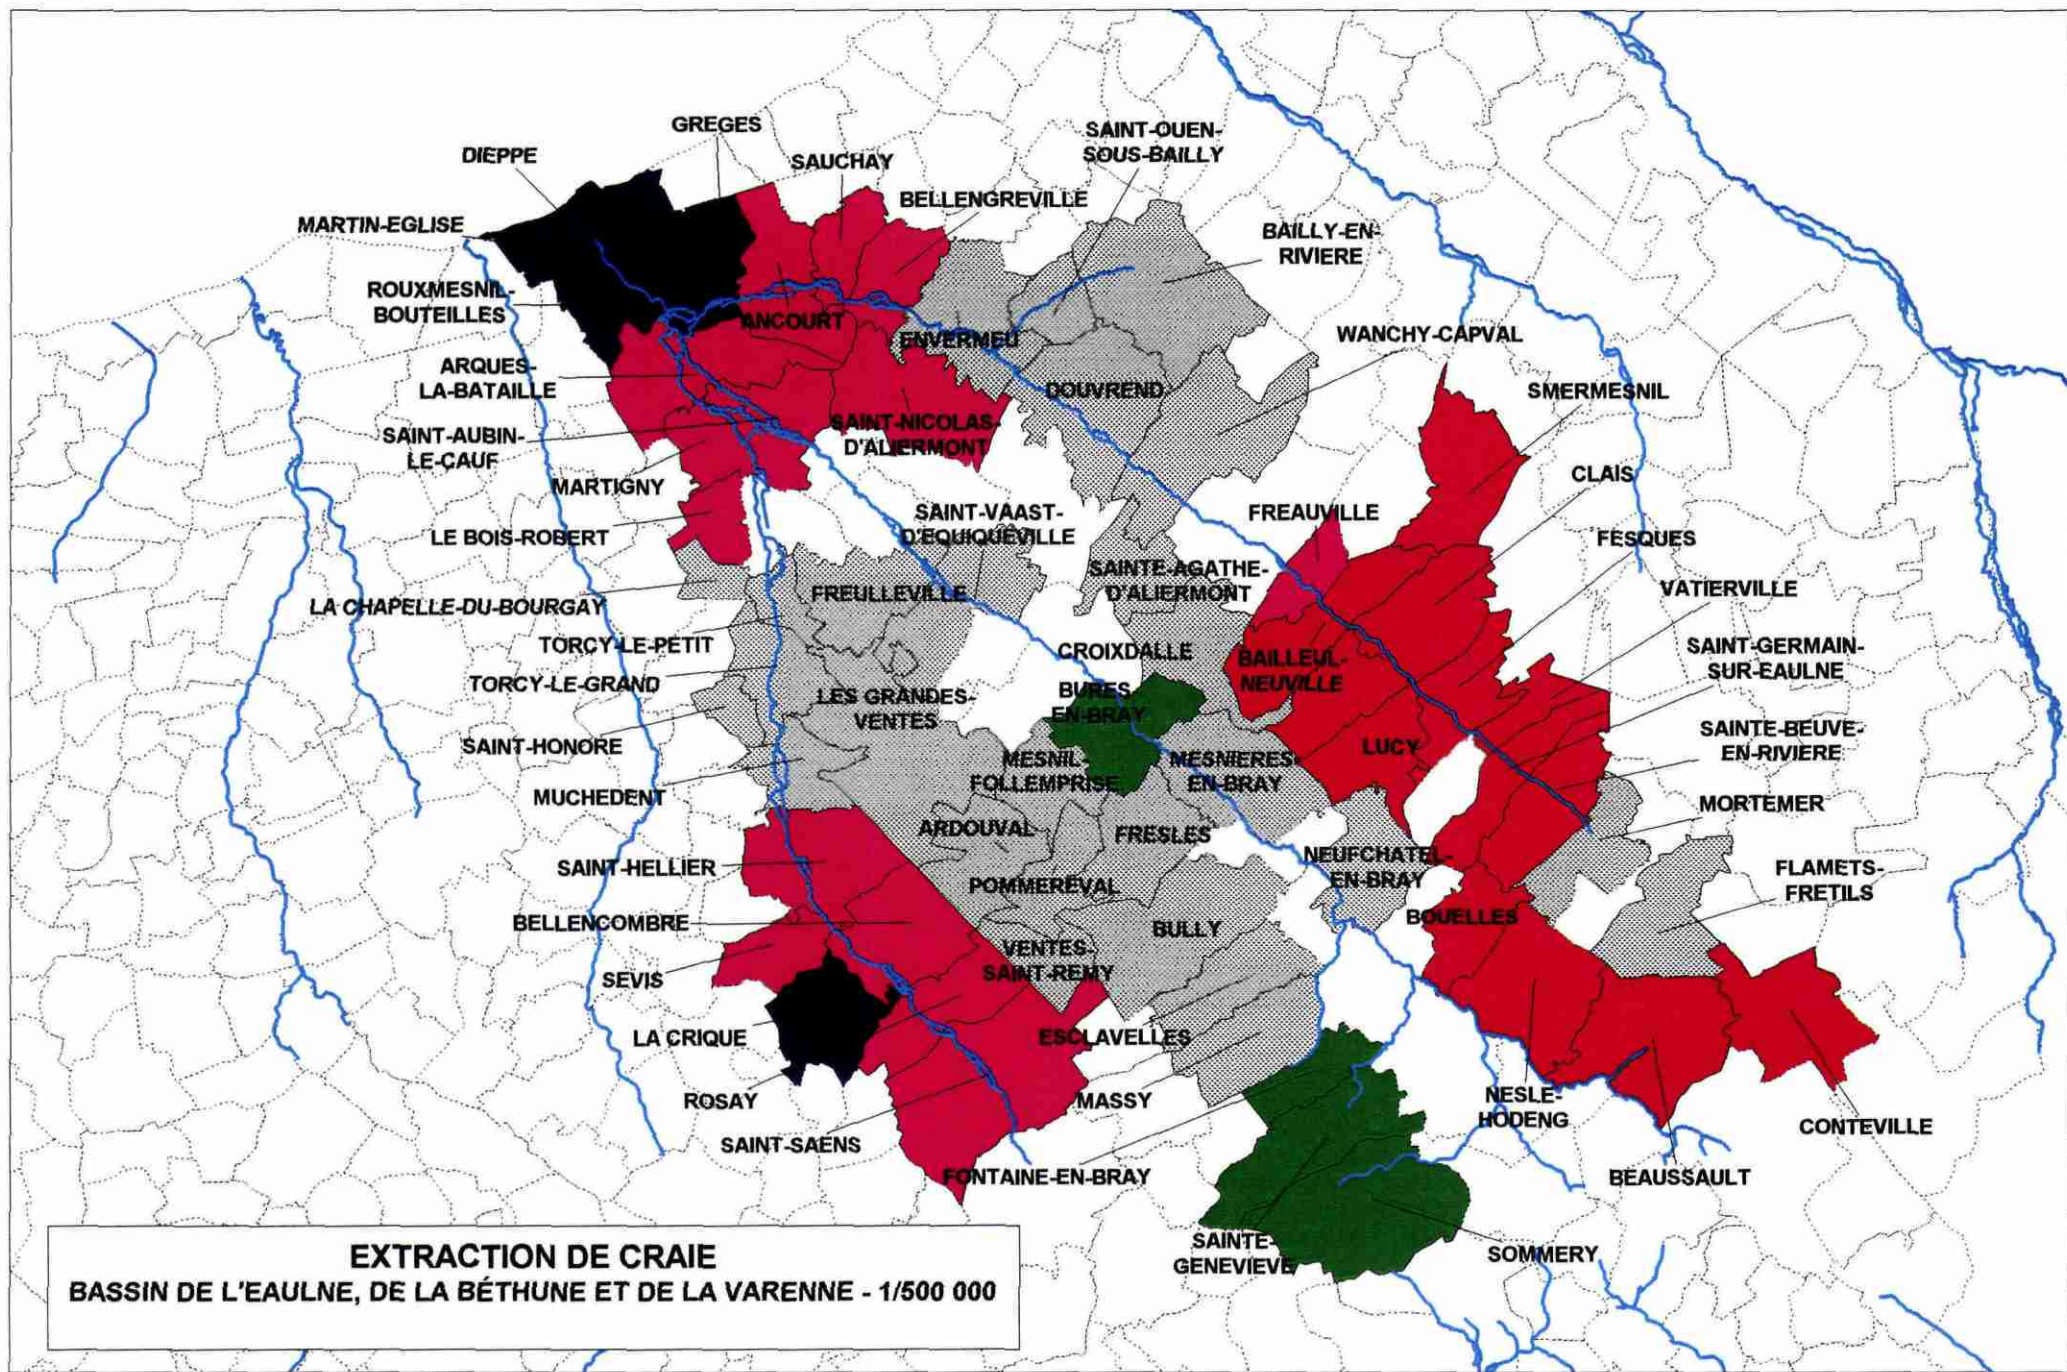 GREGES
DIEPPE
SAUCHAY
SAINT-OUEN-
SOUS-BAILLY
MARTIN-EGLISE
BELLENGREVILLE
BAILLY-EN-
RIVIERE
ROUXMESNIL-
BOUTEILLES
ANCOURT
ENVERMEU
WANCHY-CAPVAL
ARQUES-
LA-BATAILLE
DOUVREND
SMERMESNIL
SAINT-AUBIN-
LE-CAUF
SAINT-NICOLAS-
D'ALIERMONT
CLAIS
MARTIGNY
SAINT-VAAST-
D'EQUIQUEVILLE
FREAUVILLE
LE BOIS-ROBERT
FESQUES
SAINTE-AGATHE-
D'ALIERMONT
FREULLEVILLE
VATIERVILLE
LA CHAPELLE-DU-BOURGAY
TORCY-LE-PETIT
CROIXDALLE
BAILLEUL-
NEUVILLE
SAINT-GERMAIN-
SUR-EAULNE
TORCY-LE-GRAND
LES GRANDES-
VENTES
BURES-
EN-BRAY
SAINT-HONORE
MESNIL-
FOLLEMPRISE
MESNIERES-
EN-BRAY
LUCY
SAINTE-BEUVE-
EN-RIVIERE
MUCHEDENT
MORTEMER
ARDOUVAL
FRESLES
SAINT-HELLIER
NEUFCHATEL-
EN-BRAY
FLAMETS-
FRETILS
POMMEREVAL
BELLENCOMBRE
BULLY
BOUELLES
VENTES-
SAINT-REMY
SEVIS
LA CRIQUE
ESCLAVELLES
ROSAY
MASSY
NESLE-
HODENG
CONTEVILLE
SAINT-SAENS
FONTAINE-EN-BRAY
BEAUSSAULT
SAINTE-
GENEVIEVE
SOMMERY
EXTRACTION DE CRAIE
BASSIN DE L'EAULNE, DE LA BÉTHUNE ET DE LA VARENNE - 1/500 000